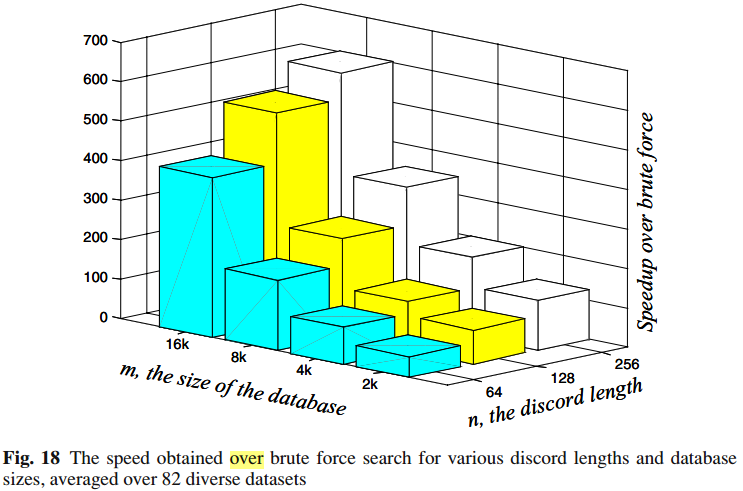 700
600
500
400
300
200
100
0
16k
8k
4k
2k
64
128
256
m, the size of the database
n, the discord length
Speedup over brute force
Fig. 18 The speed obtained over brute force search for various discord lengths and database
sizes, averaged over 82 diverse datasets